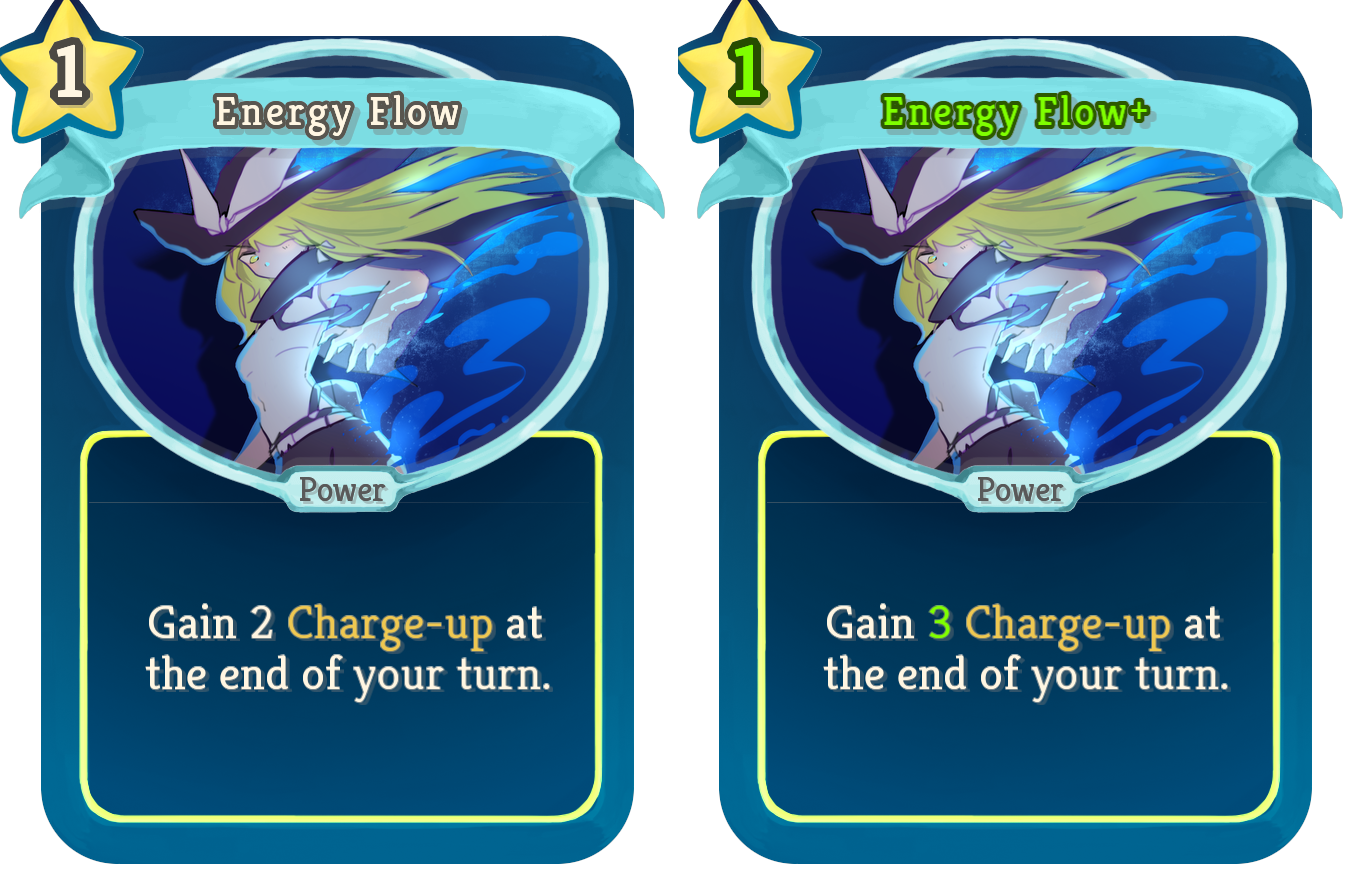 1
Energy Flow
Power
Gain 2 Charge-up at
the end of your turn.
1
Energy Flow+
Power
Gain 3 Charge-up at
the end of your turn.